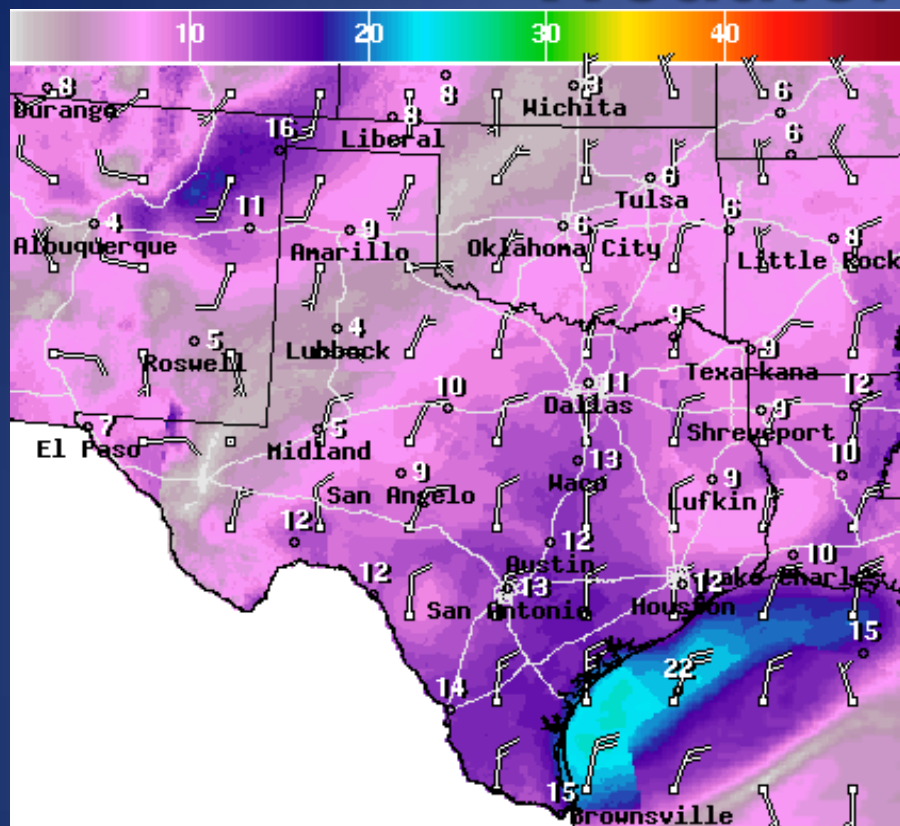 10 20 30 40
8 8 8 8 6
Durango Wichita
16 Liberal 6
6
Tulsa
4 11 9 6 6 8
Albuquerque Amarillo Oklahoma City Little Rock
5 4 9 9
Roswell Lubbock Texarkana
10 11 12
Dallas
7 5 9
El Paso Midland Shreveport
9 13 9 10
San Angelo Waco Lufkin
12 12 10
Austin
12 13 12 Lake Charles
San Antonio Houston
15
14 22
15
Brownsville